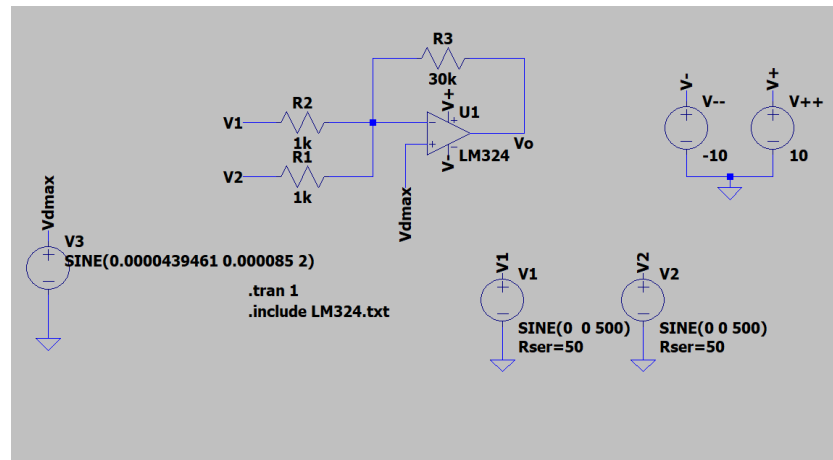 R3
30k
V+
U1
R2
V1
1k
Vo
LM324
V-
R1
V2
1k
Vdmax
V-
V--
-10
V+
V++
10
Vdmax
V3
SINE(0.0000439461 0.000085 2)
.tran 1
.include LM324.txt
V1
V1
SINE(0 0 500)
Rser=50
V2
V2
SINE(0 0 500)
Rser=50